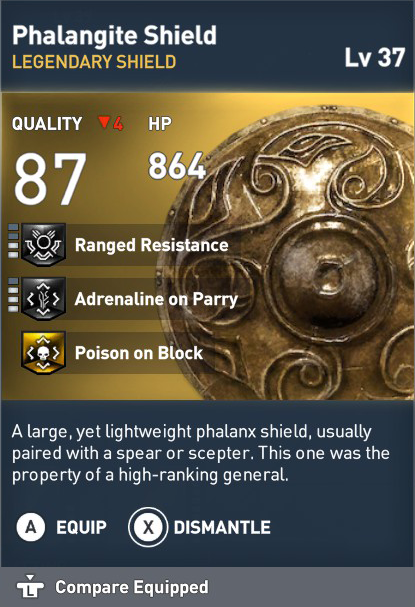 Phalangite Shield
LEGENDARY SHIELD
Lv 37
QUALITY ▼4 HP
87 864
Ranged Resistance
Adrenaline on Parry
Poison on Block
A large, yet lightweight phalanx shield, usually
paired with a spear or scepter. This one was the
property of a high-ranking general.
A EQUIP X DISMANTLE
L Compare Equipped